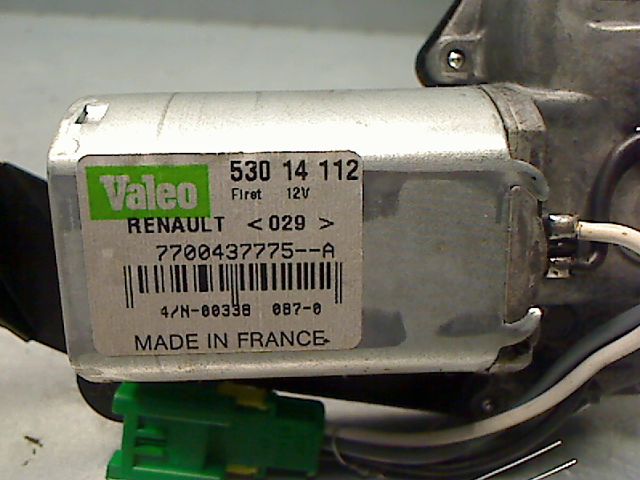 Valeo 530 14 112
First 12V
RENAULT <029>
7700437775--A
4/N-00338 087-0
MADE IN FRANCE